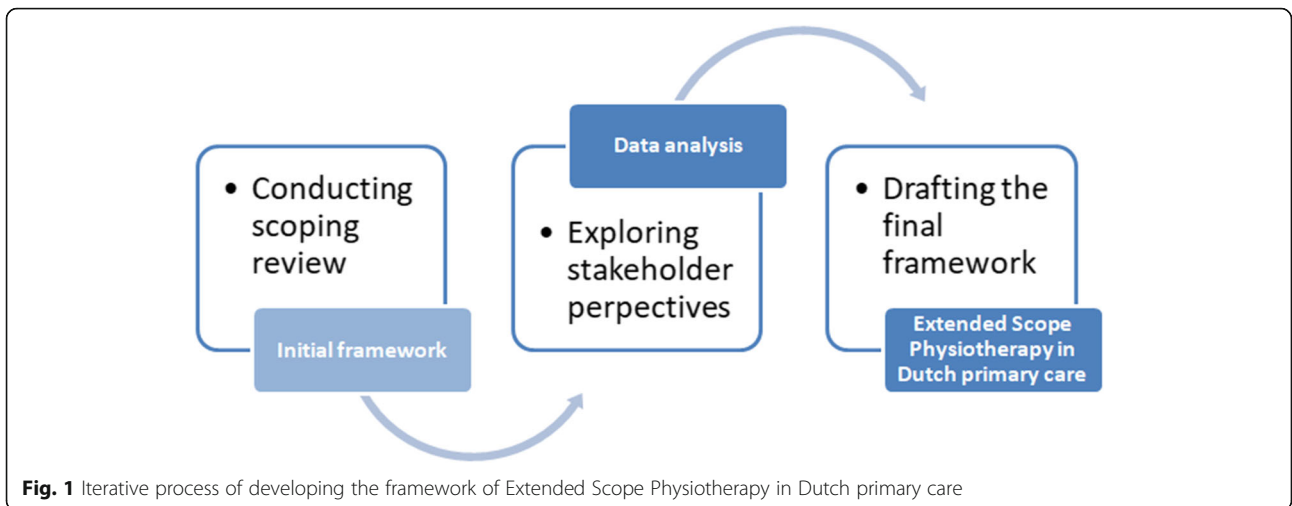 • Conducting
scoping
review
Initial framework
Data analysis
• Exploring
stakeholder
perpectives
• Drafting the
final
framework
Extended Scope
Physiotherapy in
Dutch primary care
Fig. 1 Iterative process of developing the framework of Extended Scope Physiotherapy in Dutch primary care